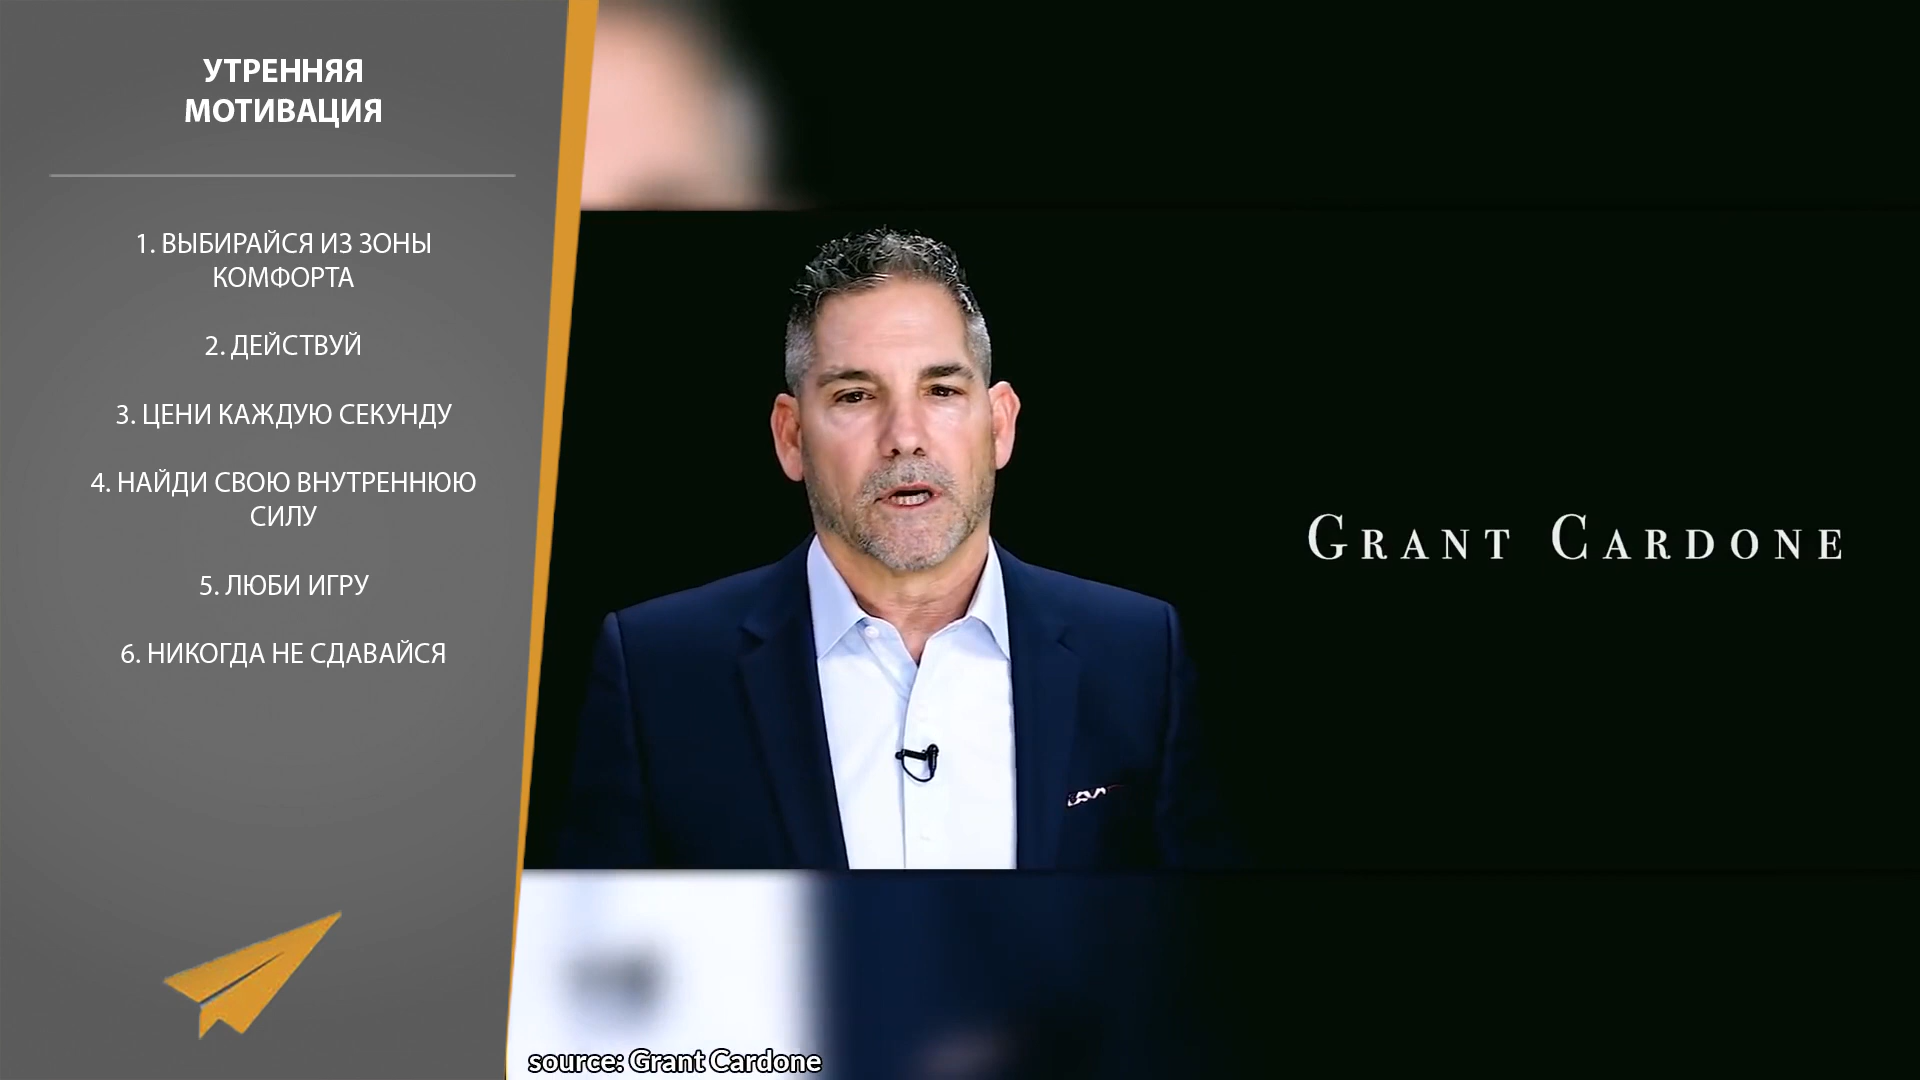 УТРЕННЯЯ
МОТИВАЦИЯ
1. ВЫБИРАЙСЯ ИЗ ЗОНЫ
КОМФОРТА
2. ДЕЙСТВУЙ
3. ЦЕНИ КАЖДУЮ СЕКУНДУ
4. НАЙДИ СВОЮ ВНУТРЕННЮЮ
СИЛУ
5. ЛЮБИ ИГРУ
6. НИКОГДА НЕ СДАВАЙСЯ
GRANT CARDONE
source: Grant Cardone